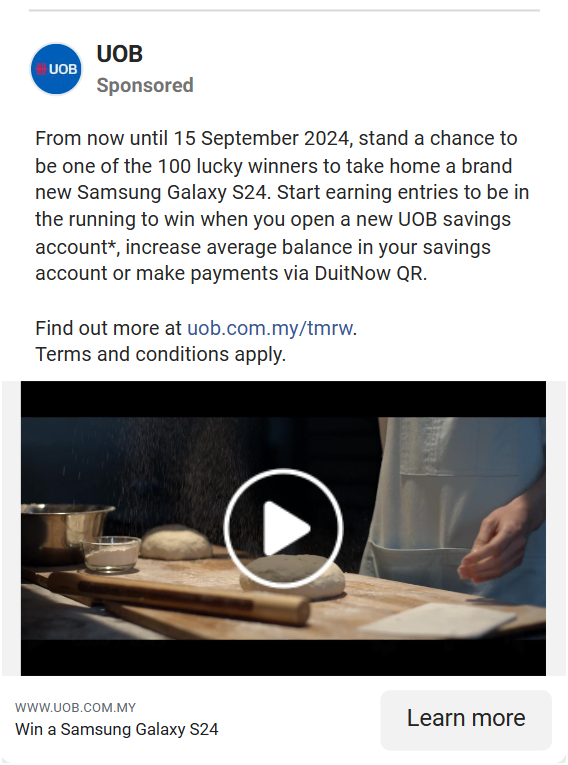 UOB
UOB
Sponsored
From now until 15 September 2024, stand a chance to
be one of the 100 lucky winners to take home a brand
new Samsung Galaxy S24. Start earning entries to be in
the running to win when you open a new UOB savings
account*, increase average balance in your savings
account or make payments via DuitNow QR.
Find out more at uob.com.my/tmrw.
Terms and conditions apply.
WWW.UOB.COM.MY
Win a Samsung Galaxy S24
Learn more